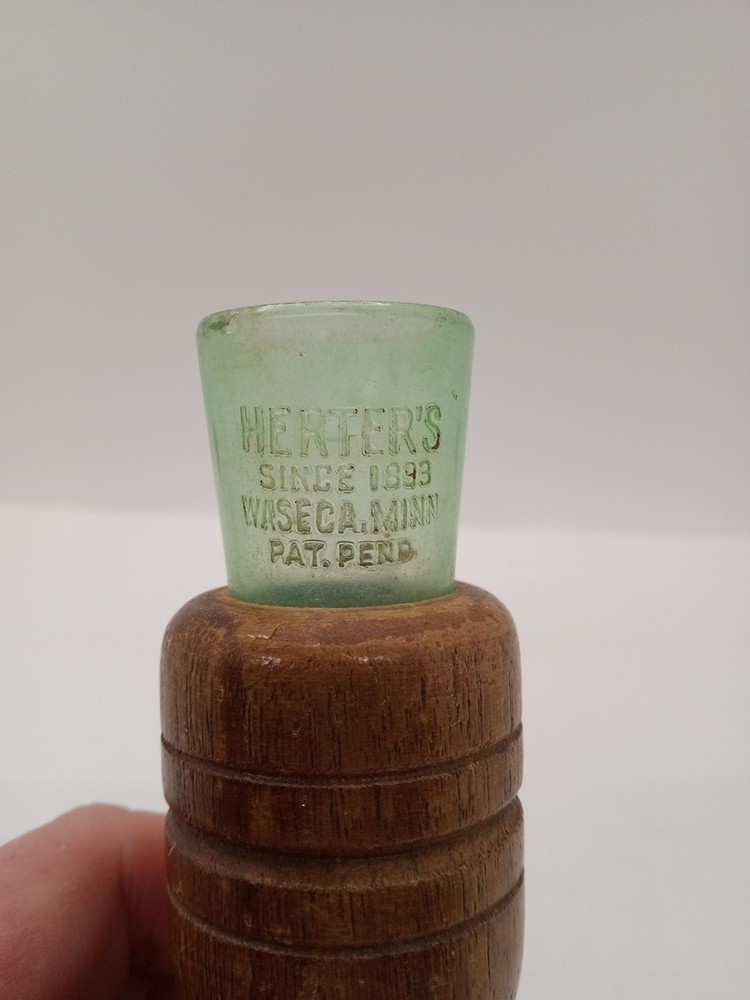 HERTER'S
SINCE 1893
WASECA, MINN
PAT. PEND.